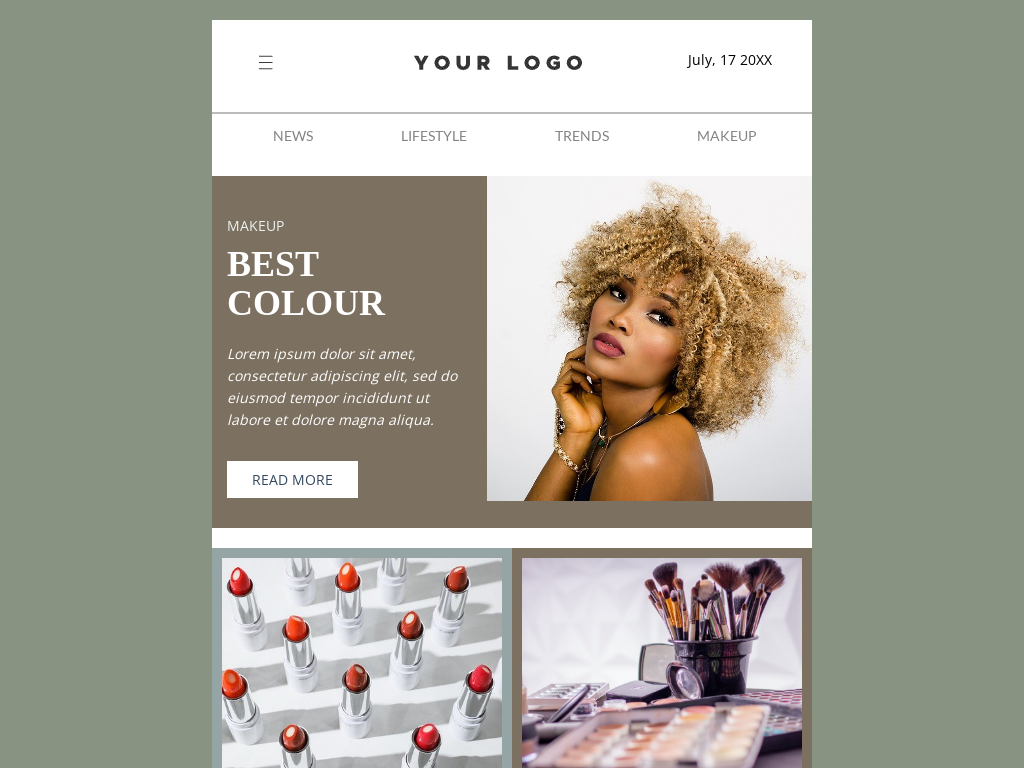 YOUR LOGO
July, 17 20XX
NEWS
LIFESTYLE
TRENDS
MAKEUP
MAKEUP
BEST
COLOUR
Lorem ipsum dolor sit amet,
consectetur adipiscing elit, sed do
eiusmod tempor incididunt ut
labore et dolore magna aliqua.
READ MORE